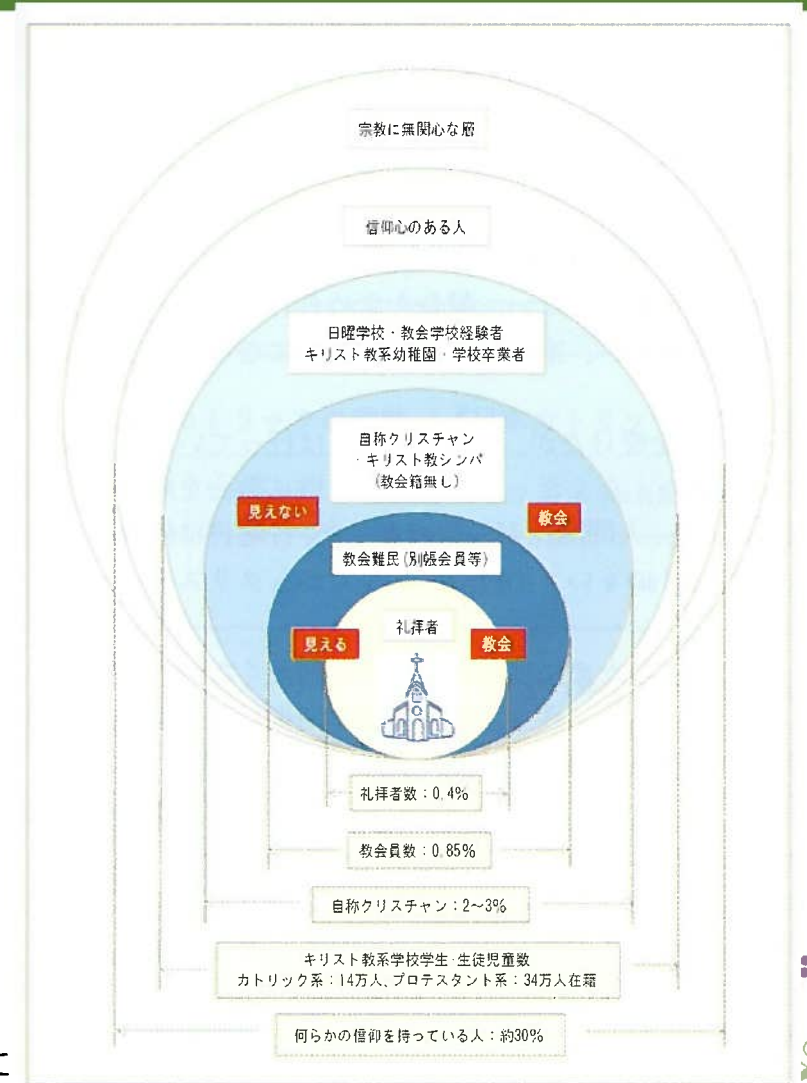 宗教に無関心な層
信仰心のある人
日曜学校・教会学校経験者
キリスト教系幼稚園・学校卒業者
自称クリスチャン
・キリスト教シンパ
(教会籍無し)
見えない
教会
教会難民(別帳会員等)
礼拝者
見える
教会
礼拝者数:0.4%
教会員数:0.85%
自称クリスチャン:2~3%
キリスト教系学校学生・生徒児童数
カトリック系:14万人、プロテスタント系:34万人在籍
何らかの信仰を持っている人:約30%